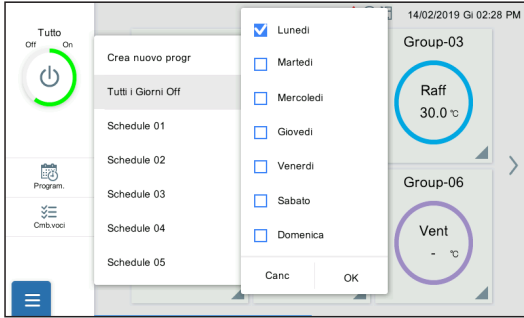 14/02/2019 Gi 02:28 PM
Tutto
Off On
Program.
Cmb.voci
Crea nuovo progr
Tutti i Giorni Off
Schedule 01
Schedule 02
Schedule 03
Schedule 04
Schedule 05
Lunedi
Martedi
Mercoledi
Giovedi
Venerdi
Sabato
Domenica
Canc
OK
Group-03
Raff
30.0 °C
Group-06
Vent
- °C